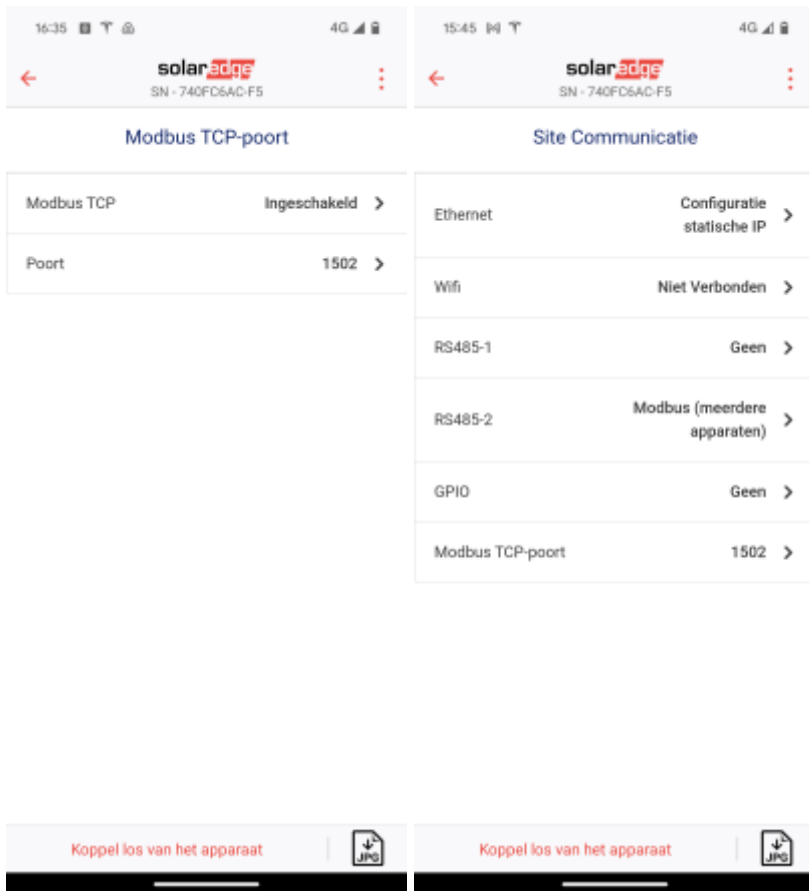 16:35
4G
solaredge
SN - 740FC6AC-F5
Modbus TCP-poort
Modbus TCP
Ingeschakeld
Poort
1502
Koppel los van het apparaat
JPG
15:45
4G
solaredge
SN - 740FC6AC-F5
Site Communicatie
Ethernet
Configuratie
statische IP
Wifi
Niet Verbonden
RS485-1
Geen
RS485-2
Modbus (meerdere
apparaten)
GPIO
Geen
Modbus TCP-poort
1502
Koppel los van het apparaat
JPG